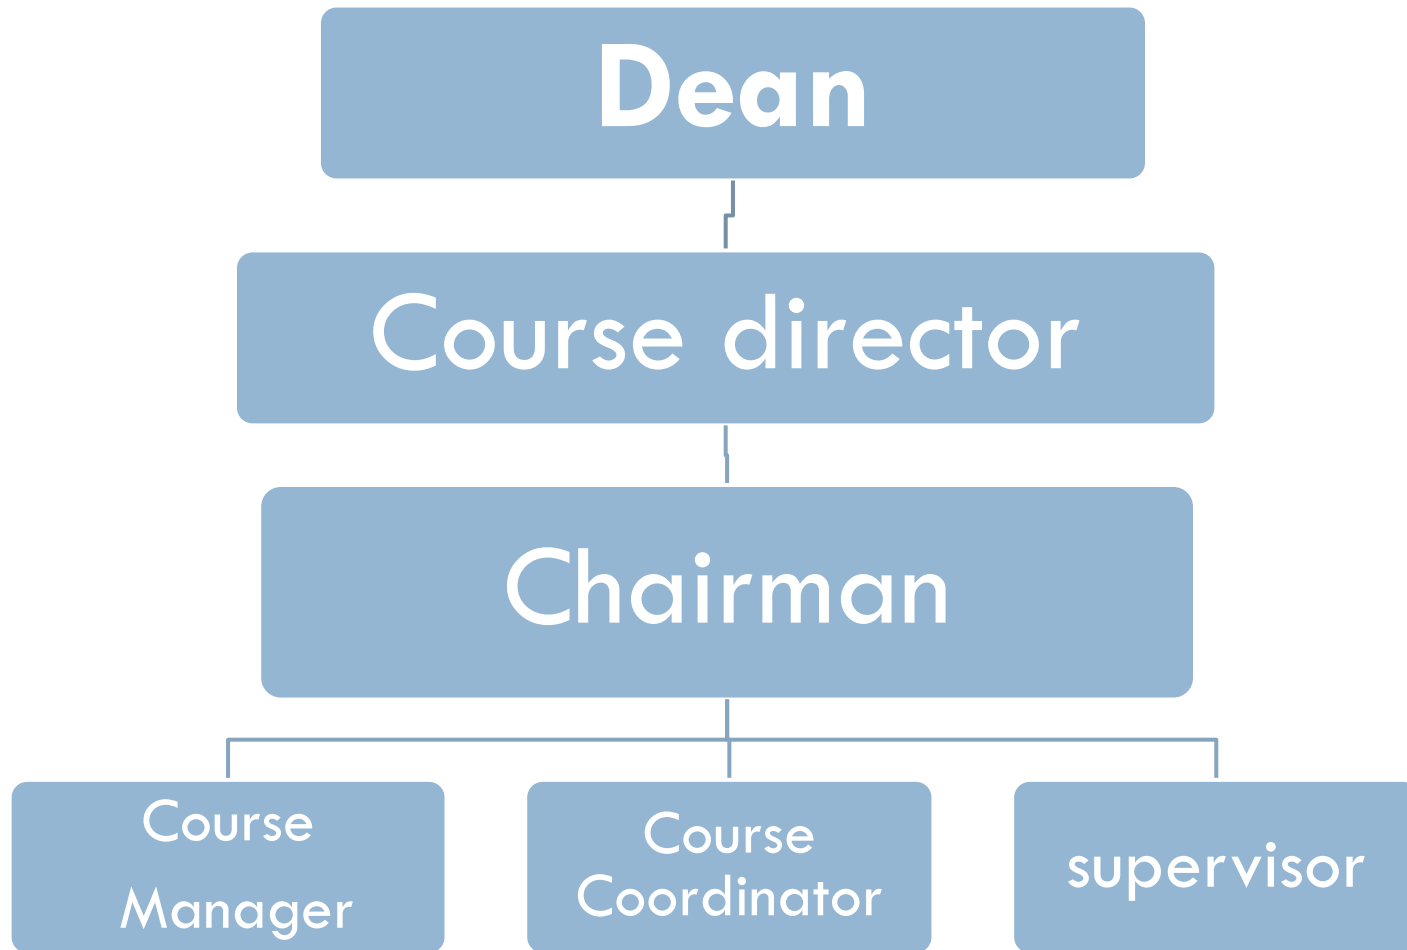 Dean
Course director
Chairman
Course
Manager
Course
Coordinator
supervisor